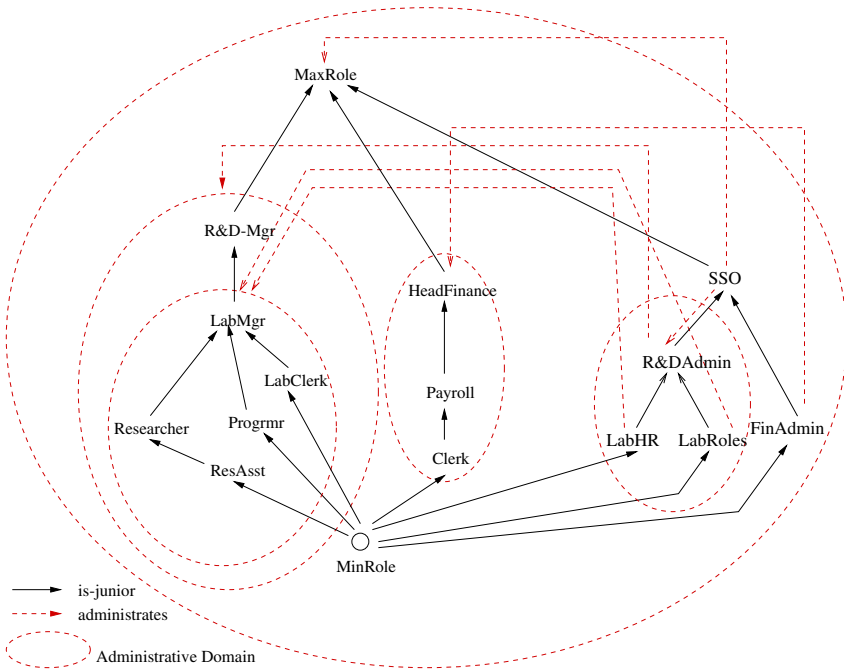 MaxRole
R&D-Mgr
SSO
HeadFinance
LabMgr
R&DAdmin
LabClerk
Payroll
Researcher
Progrmr
FinAdmin
LabHR
LabRoles
Clerk
ResAsst
MinRole
is-junior
administrates
Administrative Domain